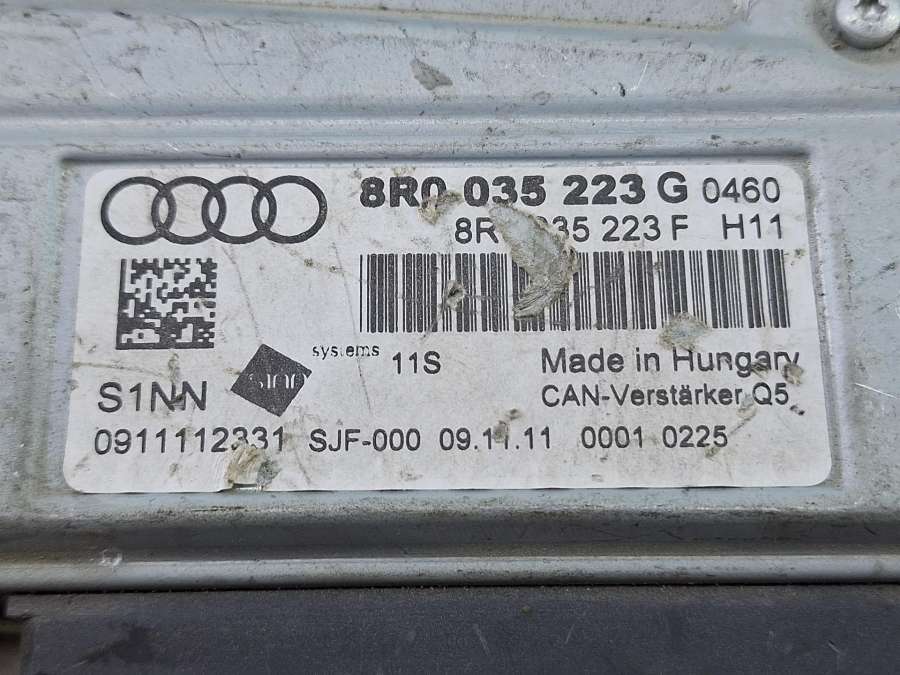 8R0 035 223 G 0460
8R 035 223 F H11
systems
11S
Made in Hungary
S1NN
CAN-Verstärker Q5
0911112331 SJF-000 09.11.11 0001 0225